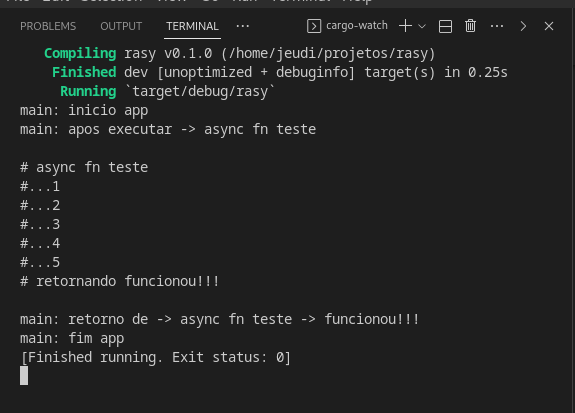 PROBLEMS OUTPUT TERMINAL ... cargo-watch
Compiling rasy v0.1.0 (/home/jeudi/projetos/rasy)
Finished dev [unoptimized + debuginfo] target(s) in 0.25s
Running `target/debug/rasy`
main: inicio app
main: apos executar -> async fn teste
# async fn teste
#...1
#...2
#...3
#...4
#...5
# retornando funcionou!!!
main: retorno de -> async fn teste -> funcionou!!!
main: fim app
[Finished running. Exit status: 0]